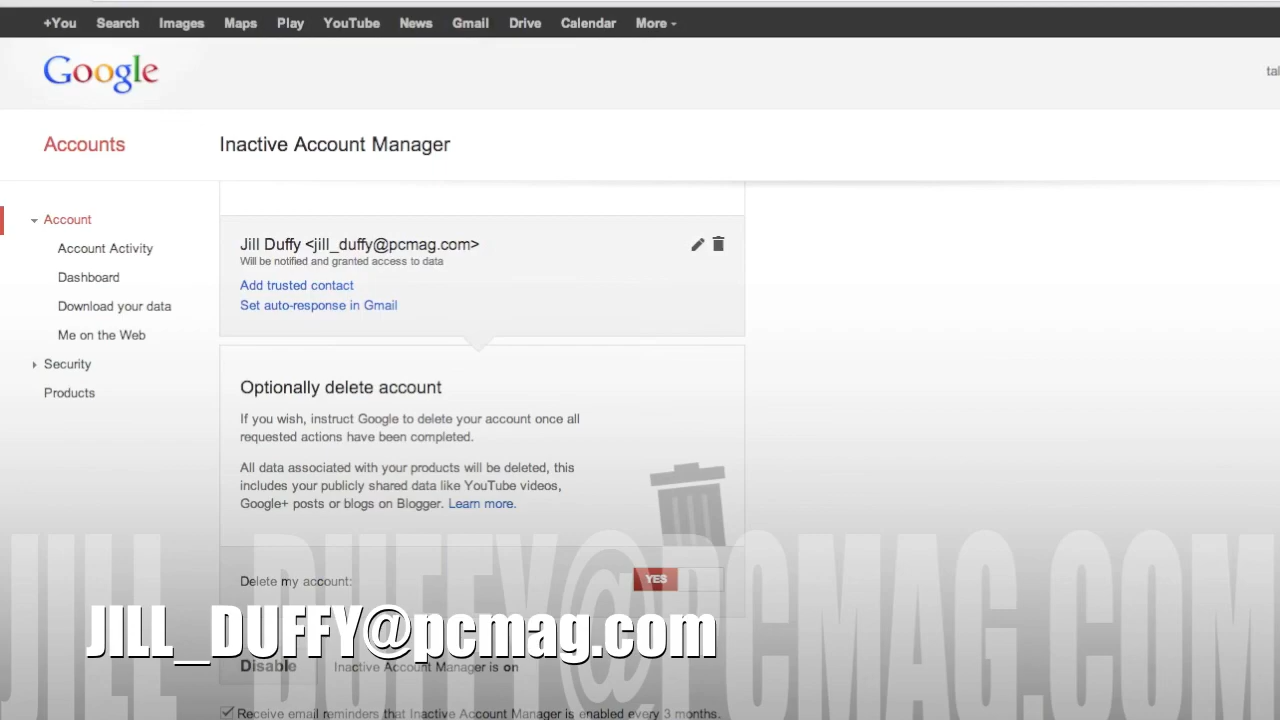 +You Search Images Maps Play YouTube News Gmail Drive Calendar More
Google
Accounts
Inactive Account Manager
Account
Account Activity
Dashboard
Download your data
Me on the Web
Security
Products
Jill Duffy <jill_duffy@pcmag.com>
Will be notified and granted access to data
Add trusted contact
Set auto-response in Gmail
Optionally delete account
If you wish, instruct Google to delete your account once all
requested actions have been completed.
All data associated with your products will be deleted, this
includes your publicly shared data like YouTube videos,
Google+ posts or blogs on Blogger. Learn more.
Delete my account:
YES
JILL_DUFFY@PCMAG.COM
JILL_DUFFY@pcmag.com
Disable
Inactive Account Manager is on
Receive email reminders that Inactive Account Manager is enabled every 3 months.